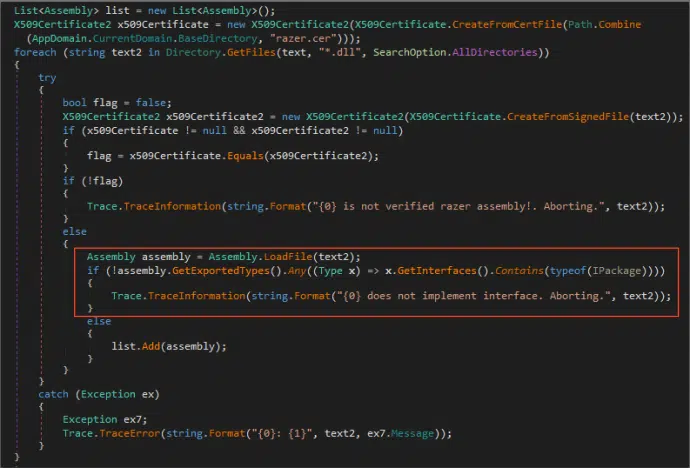 List<Assembly> list = new List<Assembly>();
X509Certificate2 x509Certificate = new X509Certificate2(X509Certificate.CreateFromCertFile(Path.Combine
(AppDomain.CurrentDomain.BaseDirectory, "razer.cer")));
foreach (string text2 in Directory.GetFiles(text, "*.dll", SearchOption.AllDirectories))
{
try
{
bool flag = false;
X509Certificate2 x509Certificate2 = new X509Certificate2(X509Certificate.CreateFromSignedFile(text2));
if (x509Certificate != null && x509Certificate2 != null)
{
flag = x509Certificate.Equals(x509Certificate2);
}
if (!flag)
{
Trace.TraceInformation(string.Format("{0} is not verified razer assembly!. Aborting.", text2));
}
else
{
Assembly assembly = Assembly.LoadFile(text2);
if (!assembly.GetExportedTypes().Any((Type x) => x.GetInterfaces().Contains(typeof(IPackage))))
{
Trace.TraceInformation(string.Format("{0} does not implement interface. Aborting.", text2));
}
else
{
list.Add(assembly);
}
}
}
catch (Exception ex)
{
Exception ex7;
Trace.TraceError(string.Format("{0}: {1}", text2, ex7.Message));
}
}